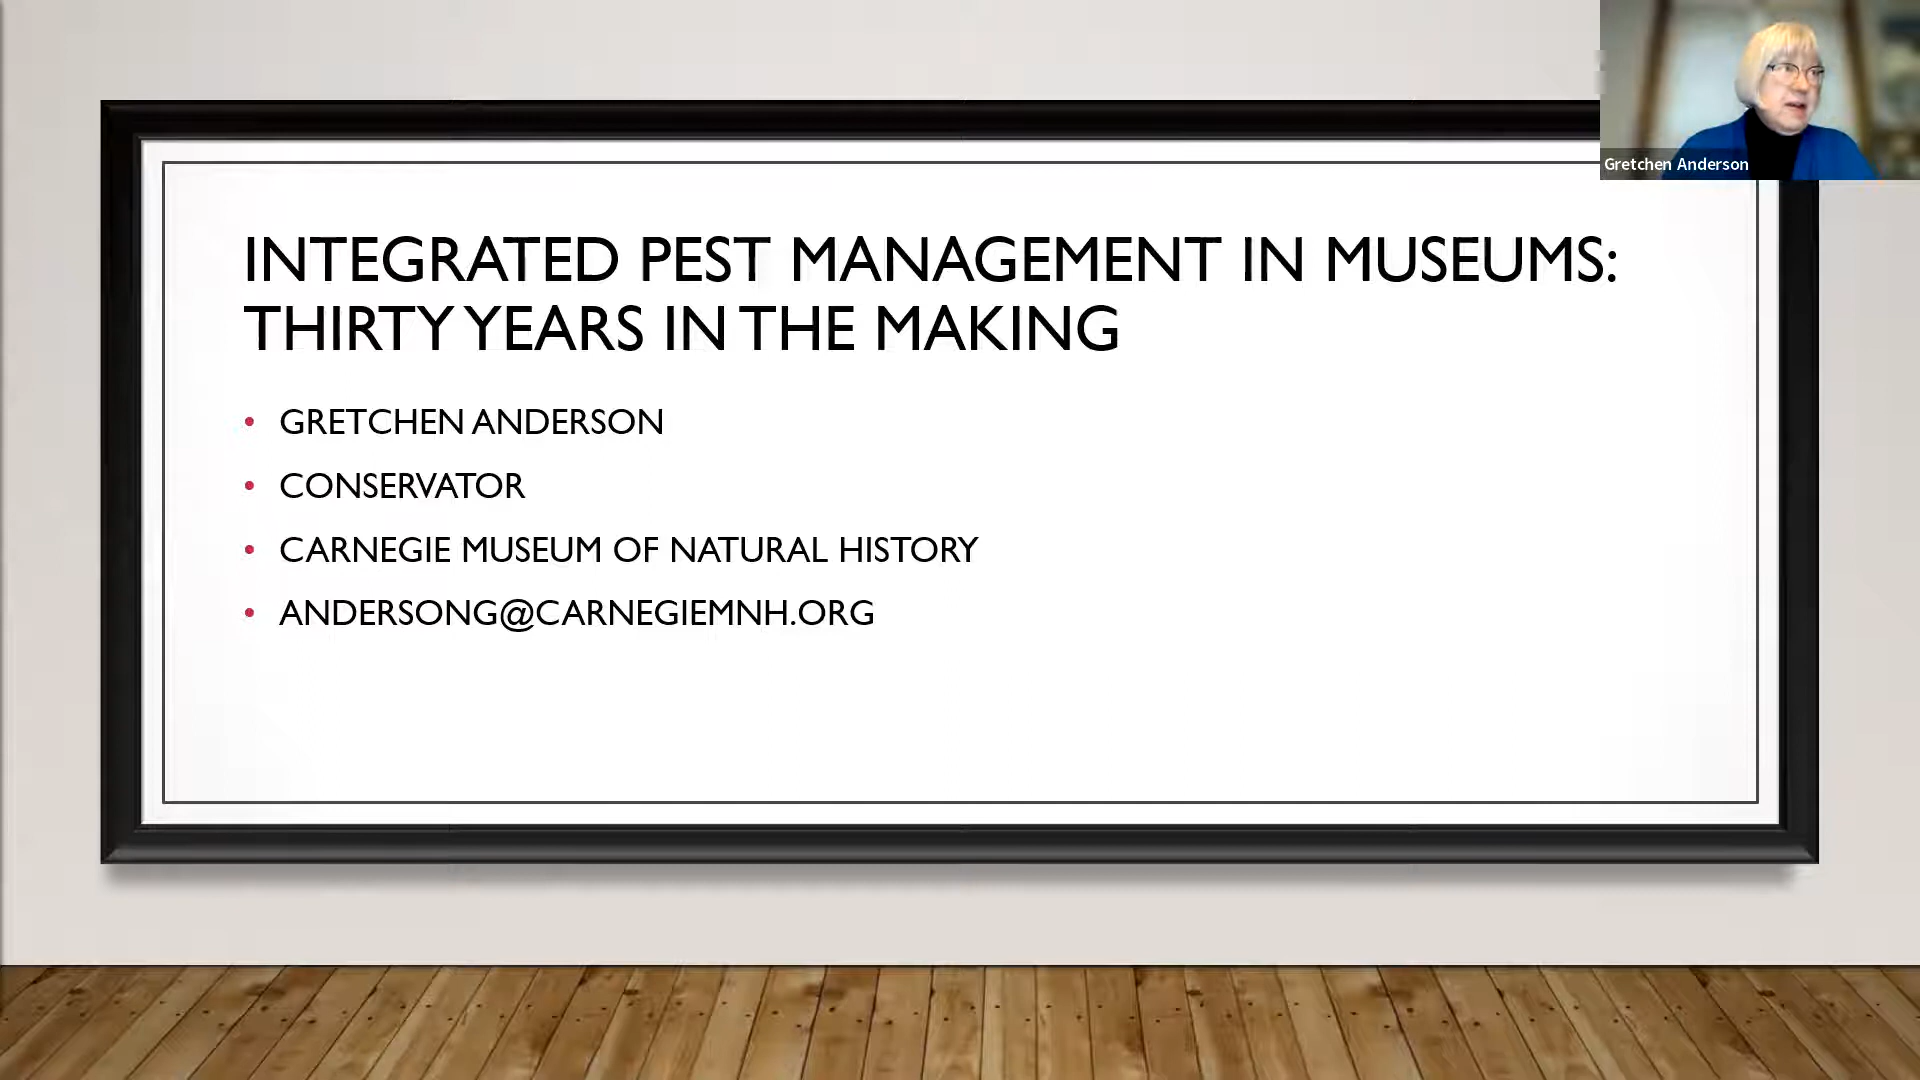 Gretchen Anderson
INTEGRATED PEST MANAGEMENT IN MUSEUMS:
THIRTY YEARS IN THE MAKING
• GRETCHEN ANDERSON
• CONSERVATOR
• CARNEGIE MUSEUM OF NATURAL HISTORY
• ANDERSONG@CARNEGIEMNH.ORG